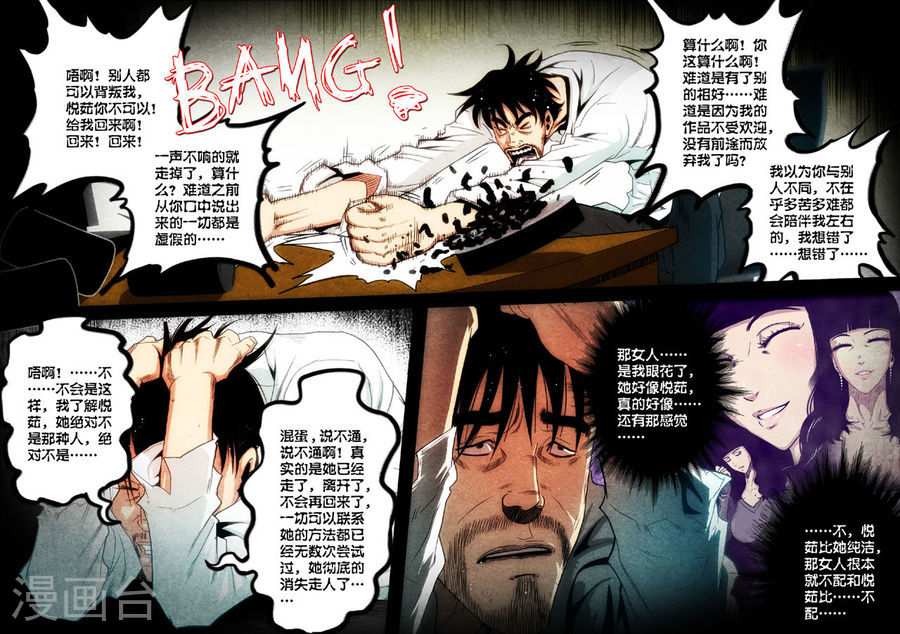 唔啊！别人都
可以背叛我，
悦茹你不可以！
给我回来啊！
回来！回来！
一声不响的就
走掉了，算什
么？难道之前
从你口中说出
来的一切都是
虚假的……
BANG!
算什么啊！你
这算什么啊！
难道是有了别
的祖好……难
道是因为我的
作品不受欢迎，
没有前途而放
弃我了吗？
我以为你与别
人不同，不在
乎多苦多难都
会陪伴我左右
的，我想错了
……我想错了
……想错了……
唔啊！……不
……不会是这
样，我了解悦
茹，她绝对不
是那种人，绝
对不是……
混蛋，说不通，
说不通啊！真
实的是她已经
走了，离开了，
不会再回来了，
一切可以联系
她的方法都已
经无数次尝试
过，她彻底的
消失走人了…
…
那女人……
是我眼花了，
她好像悦茹，
真的好像…
…还有那感觉
……
……不，悦
茹比她纯洁，
那女人很本
就不配和悦
茹比……不
配……
漫画台